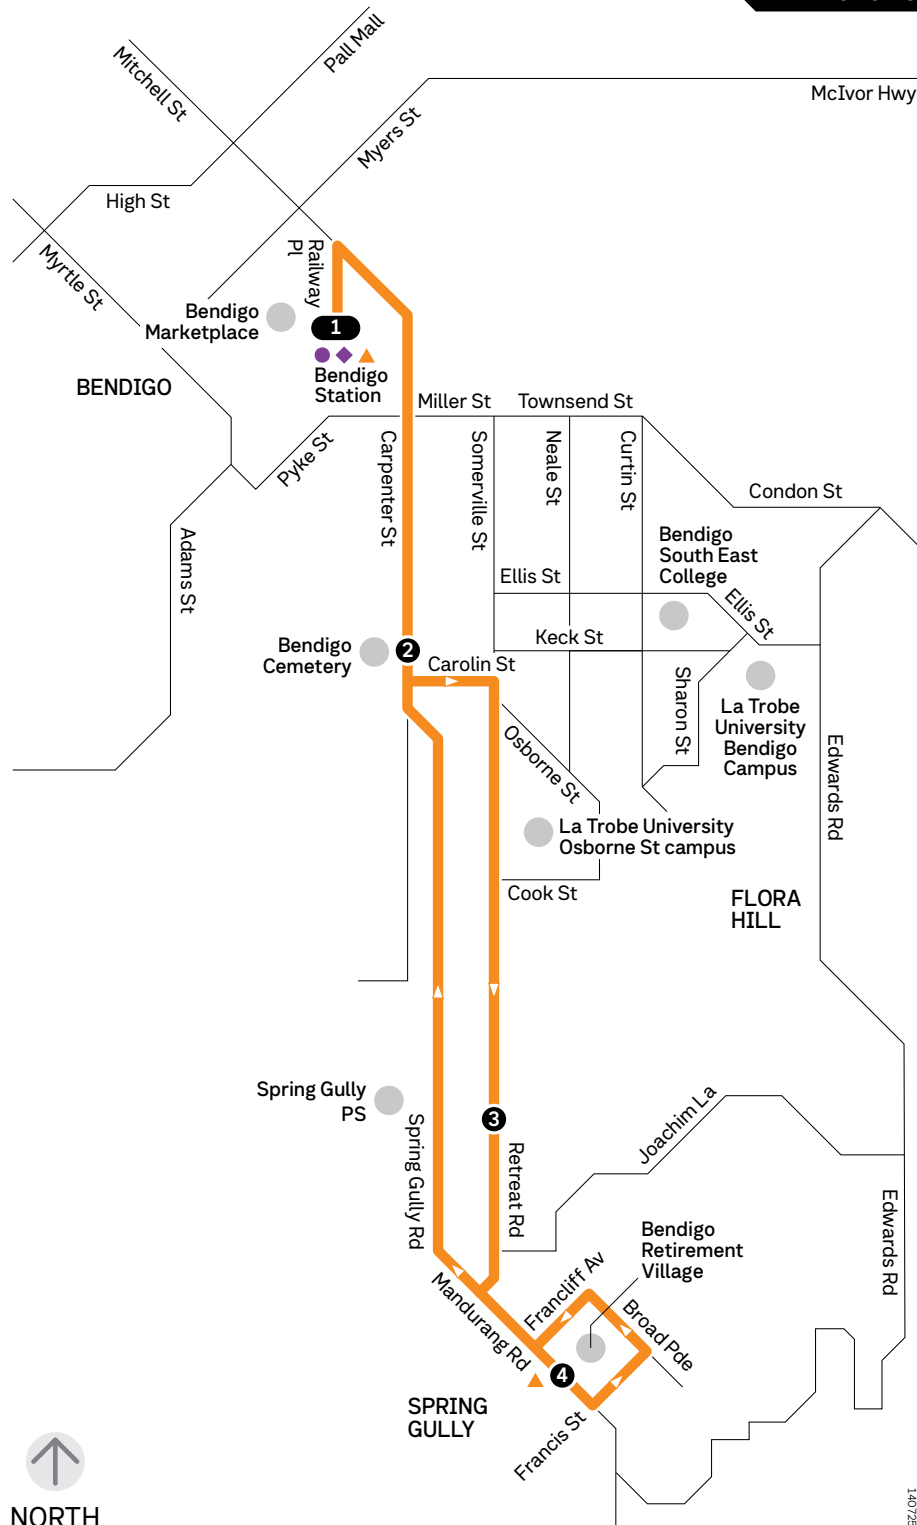 Pall Mall
Mitchell St
McIvor Hwy
Myers St
High St
Railway
Pl
Myrtle St
Bendigo
Marketplace
1
Bendigo
Station
BENDIGO
Miller St
Townsend St
Pyke St
Carpenter St
Somerville St
Neale St
Curtin St
Condon St
Adams St
Bendigo
South East
College
Ellis St
Ellis St
Keck St
Bendigo
Cemetery
2
Carolin St
Sharon St
La Trobe
University
Bendigo
Campus
Osborne St
Edwards Rd
La Trobe University
Osborne St campus
Cook St
FLORA
HILL
Spring Gully
PS
3
Joachim La
Spring Gully Rd
Retreat Rd
Edwards Rd
Bendigo
Retirement
Village
Francliff Av
Broad Pde
Mandurang Rd
4
SPRING
GULLY
Francis St
NORTH
140725